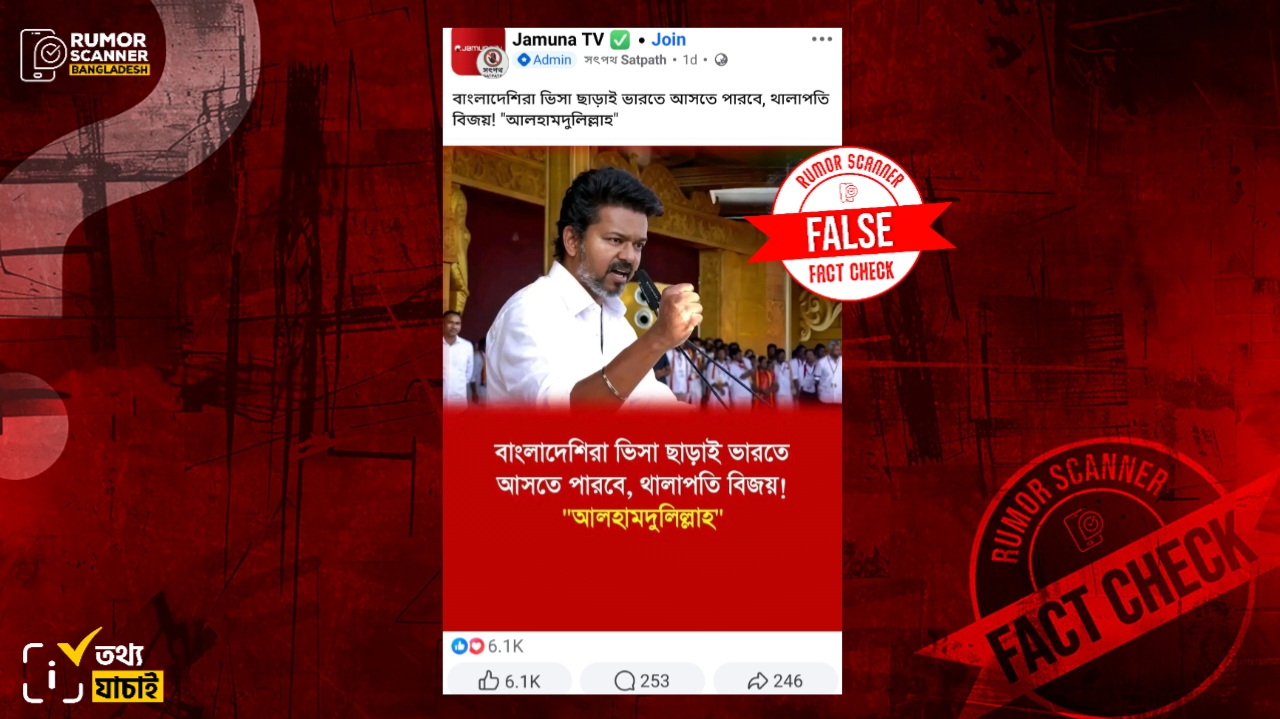 RUMOR
SCANNER
BANGLADESH
Jamuna TV ✅ • Join
Admin সৎপথ Satpath • 1d •
বাংলাদেশিরা ভিসা ছাড়াই ভারতে আসতে পারবে, থালাপতি
বিজয়! "আলহামদুলিল্লাহ"
RUMOR SCANNER
FALSE
FACT CHECK
বাংলাদেশিরা ভিসা ছাড়াই ভারতে
আসতে পারবে, থালাপতি বিজয়!
"আলহামদুলিল্লাহ"
6.1K
6.1K 253 246
RUMOR SCANNER
FACT CHECK
তথ্য
যাচাই